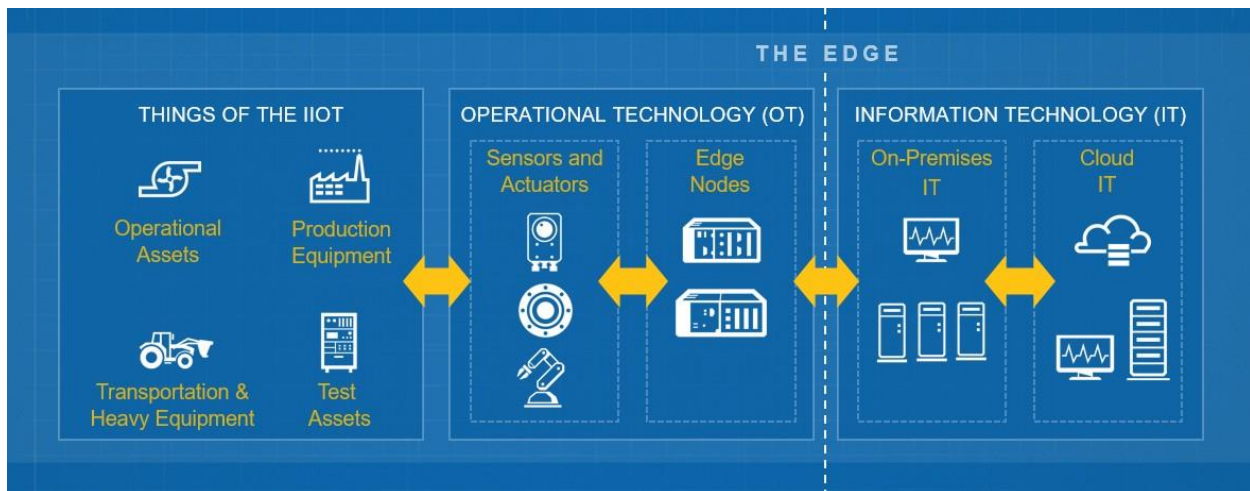 THE EDGE
THINGS OF THE IIOT
Operational
Assets
Production
Equipment
Transportation &
Heavy Equipment
Test
Assets
OPERATIONAL TECHNOLOGY (OT)
Sensors and
Actuators
Edge
Nodes
INFORMATION TECHNOLOGY (IT)
On-Premises
IT
Cloud
IT